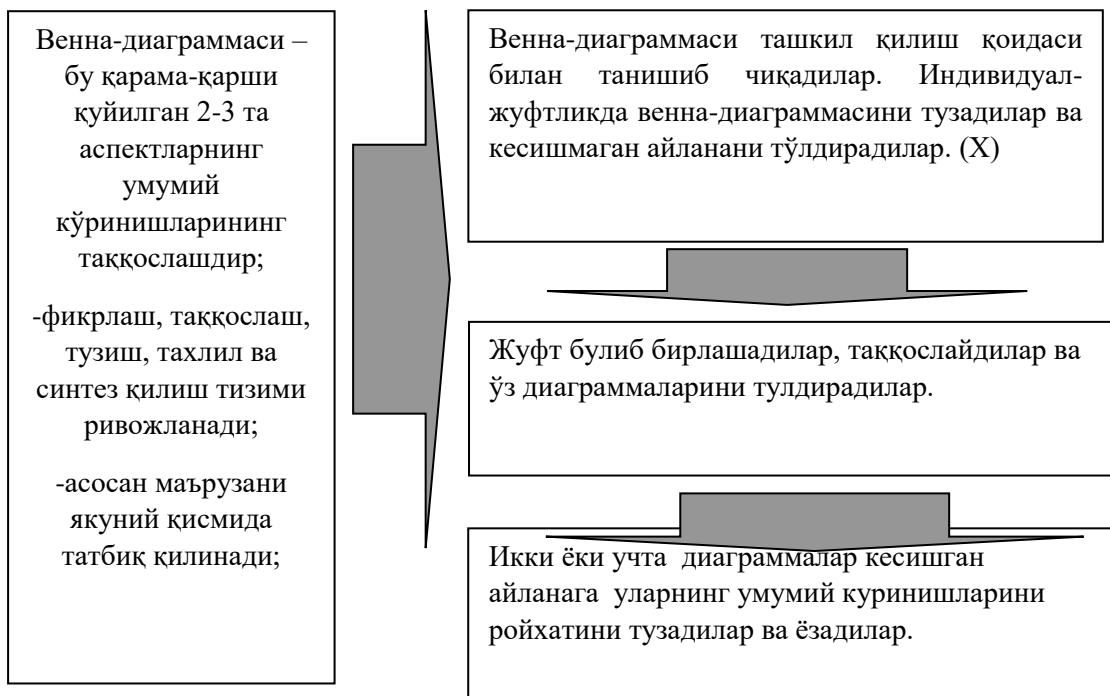 Венна-диаграммаси –
бу қарама-қарши
қуйилган 2-3 та
аспектларнинг
умумий
кўринишларининг
таққослашдир;
-фикрлаш, таққослаш,
тузиш, тахлил ва
синтез қилиш тизими
ривожланади;
-асосан маърузани
якуний қисмида
татбиқ қилинади;
Венна-диаграммаси ташкил қилиш қоидаси
билан танишиб чиқадилар. Индивидуал-
жуфтликда венна-диаграммасини тузадилар ва
кесишмаган айланани тўлдирадилар. (Х)
Жуфт булиб бирлашадилар, таққослайдилар ва
ўз диаграммаларини тулдирадилар.
Икки ёки учта диаграммалар кесишган
айланага уларнинг умумий куринишларини
ройхатини тузадилар ва ёзадилар.